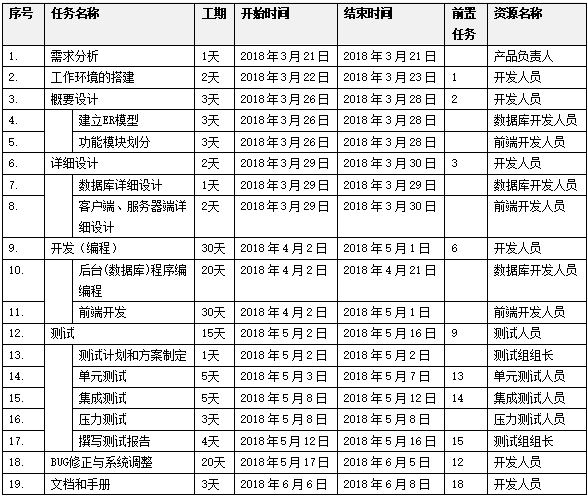 序号 任务名称 工期 开始时间 结束时间 前置任务 资源名称
1. 需求分析 1天 2018年3月21日 2018年3月21日 产品负责人
2. 工作环境的搭建 2天 2018年3月22日 2018年3月23日 1 开发人员
3. 概要设计 3天 2018年3月26日 2018年3月28日 2 开发人员
4. 建立ER模型 3天 2018年3月26日 2018年3月28日 数据库开发人员
5. 功能模块划分 3天 2018年3月26日 2018年3月28日 前端开发人员
6. 详细设计 2天 2018年3月29日 2018年3月30日 3 开发人员
7. 数据库详细设计 1天 2018年3月29日 2018年3月29日 数据库开发人员
8. 客户端、服务器端详细设计 2天 2018年3月29日 2018年3月30日 前端开发人员
9. 开发（编程） 30天 2018年4月2日 2018年5月1日 6 开发人员
10. 后台(数据库)程序编编程 20天 2018年4月2日 2018年4月21日 数据库开发人员
11. 前端开发 30天 2018年4月2日 2018年5月1日 前端开发人员
12. 测试 15天 2018年5月2日 2018年5月16日 9 测试人员
13. 测试计划和方案制定 1天 2018年5月2日 2018年5月2日 测试组组长
14. 单元测试 5天 2018年5月3日 2018年5月7日 13 单元测试人员
15. 集成测试 5天 2018年5月8日 2018年5月12日 14 集成测试人员
16. 压力测试 3天 2018年5月8日 2018年5月8日 压力测试人员
17. 撰写测试报告 4天 2018年5月12日 2018年5月16日 15 测试组组长
18. BUG修正与系统调整 20天 2018年5月17日 2018年6月5日 12 开发人员
19. 文档和手册 3天 2018年6月6日 2018年6月8日 18 开发人员